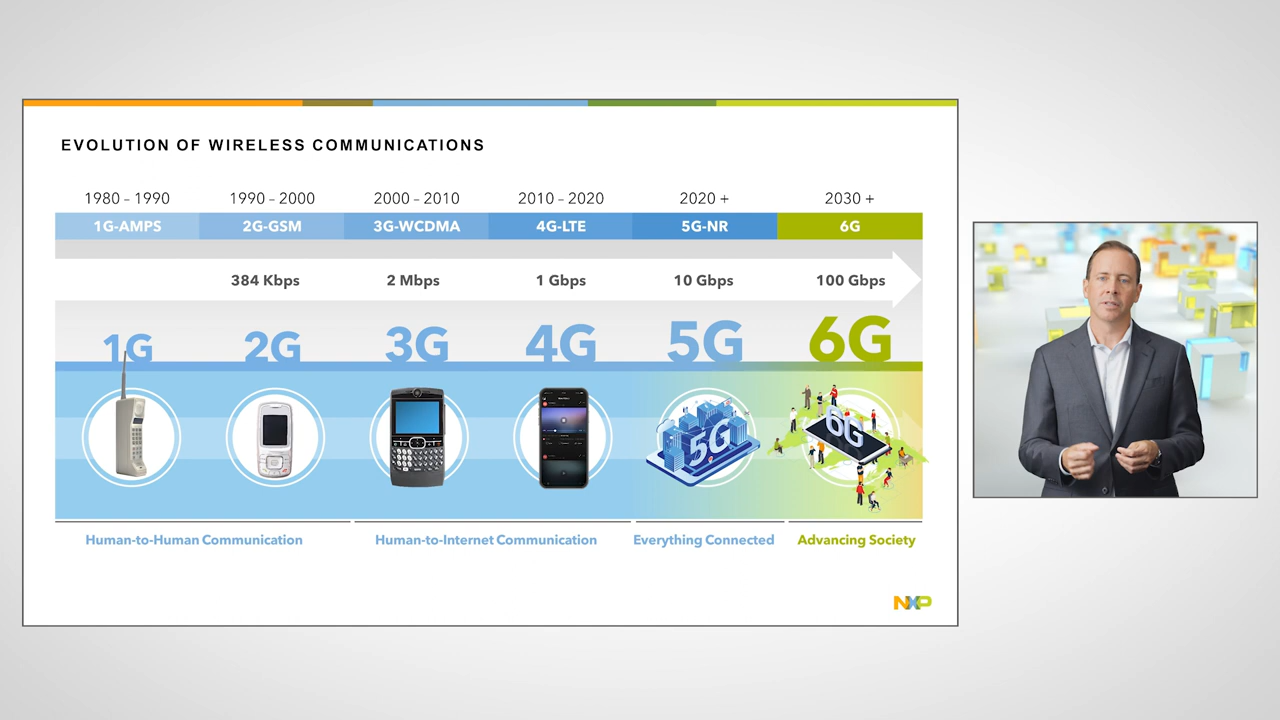 EVOLUTION OF WIRELESS COMMUNICATIONS
1980 – 1990 1990 – 2000 2000 – 2010 2010 – 2020 2020 + 2030 +
1G-AMPS 2G-GSM 3G-WCDMA 4G-LTE 5G-NR 6G
384 Kbps 2 Mbps 1 Gbps 10 Gbps 100 Gbps
1G 2G 3G 4G 5G 6G
5G 6G
Human-to-Human Communication Human-to-Internet Communication Everything Connected Advancing Society
NXP